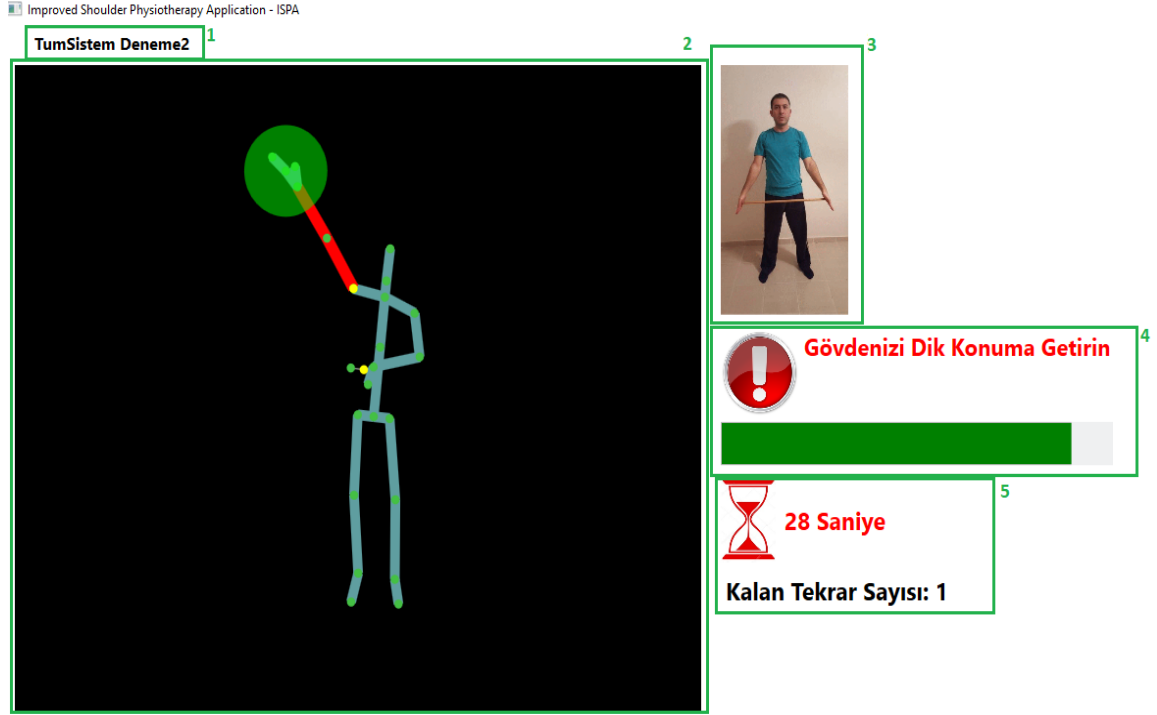 Improved Shoulder Physiotherapy Application - ISPA
TumSistem Deneme2
1
2
3
Gövdenizi Dik Konuma Getirin
4
5
28 Saniye
Kalan Tekrar Sayısı: 1